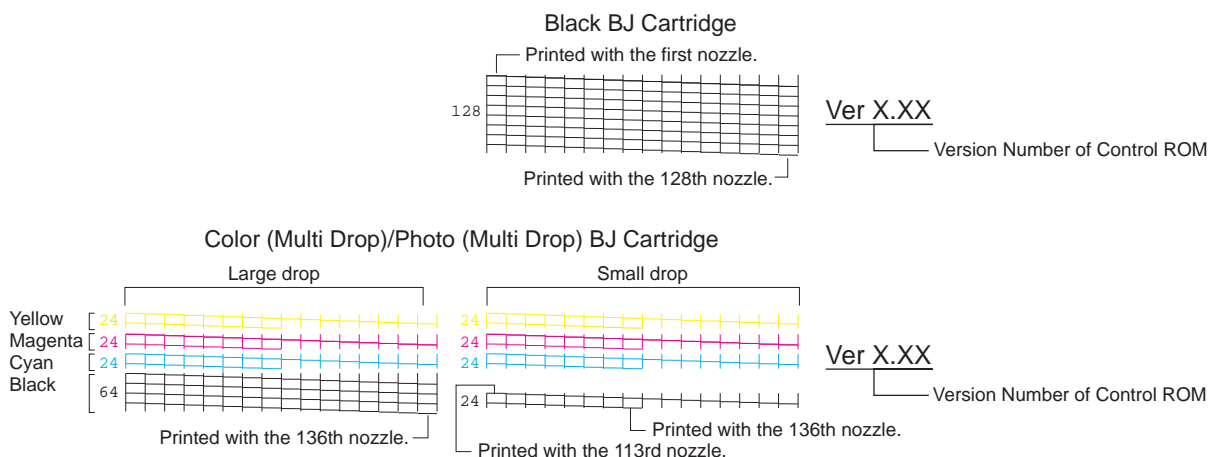 Black BJ Cartridge
Printed with the first nozzle.
128
Ver X.XX
Version Number of Control ROM
Printed with the 128th nozzle.
Color (Multi Drop)/Photo (Multi Drop) BJ Cartridge
Large drop
Small drop
Yellow
24
24
Magenta
24
24
Cyan
24
24
Ver X.XX
Black
64
24
Version Number of Control ROM
Printed with the 136th nozzle.
Printed with the 136th nozzle.
Printed with the 113rd nozzle.